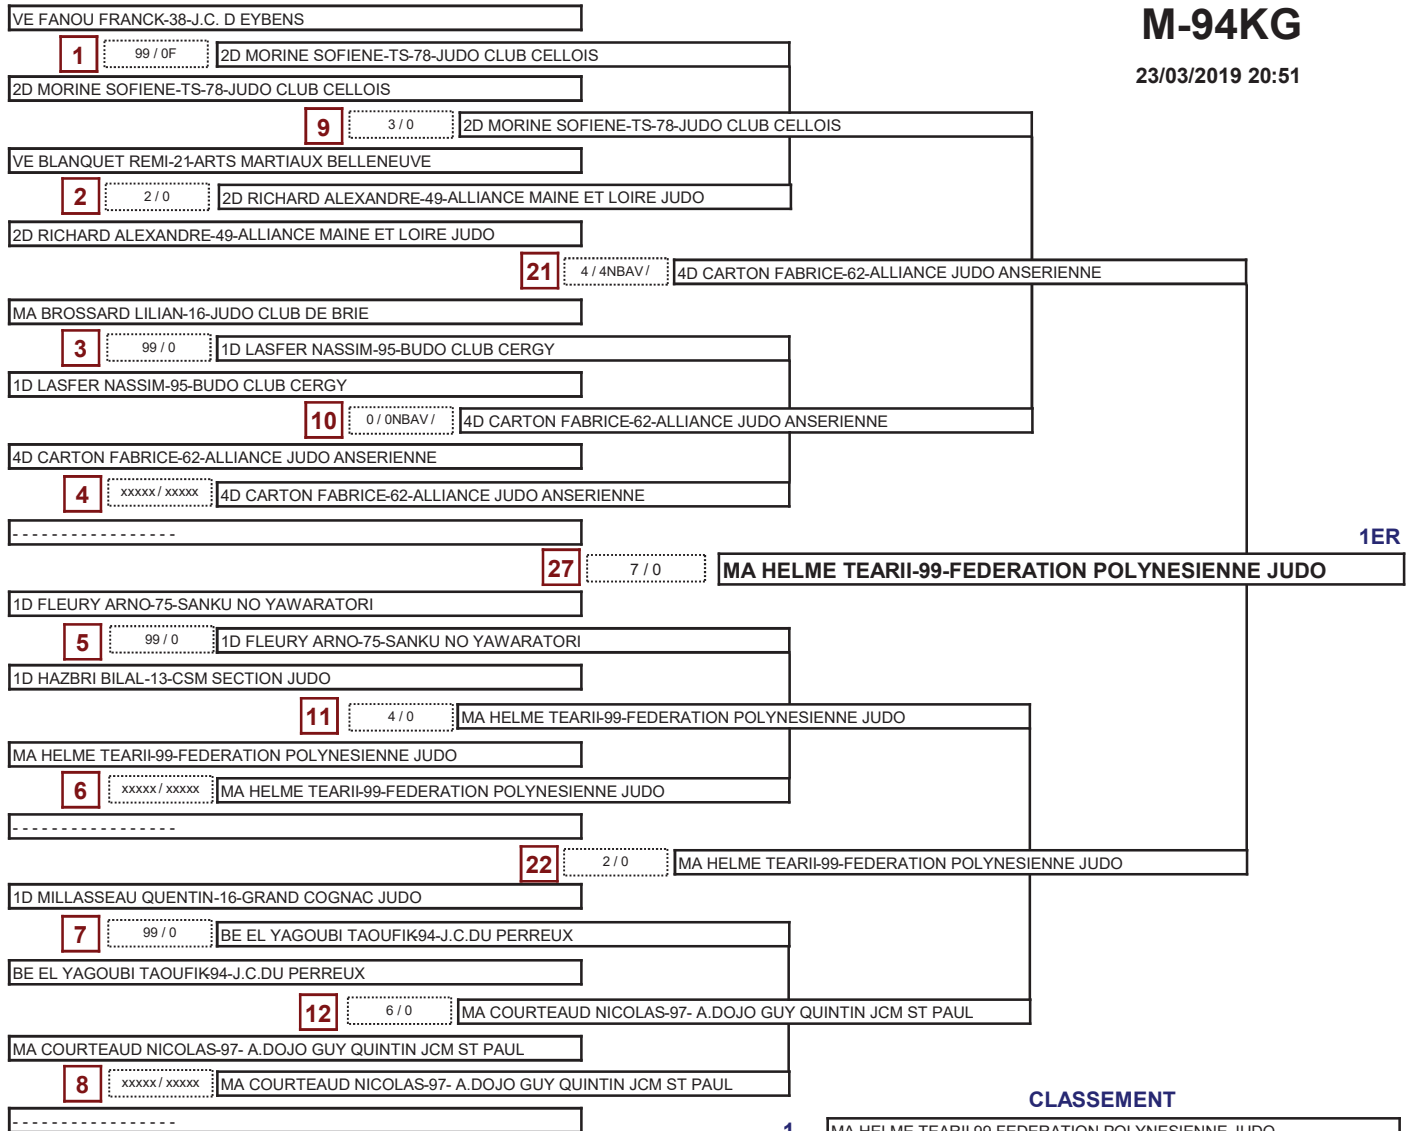 M-94KG
23/03/2019 20:51
VE FANOU FRANCK-38-J.C. D EYBENS
1 99 / 0F 2D MORINE SOFIENE-TS-78-JUDO CLUB CELLOIS
2D MORINE SOFIENE-TS-78-JUDO CLUB CELLOIS
9 3 / 0 2D MORINE SOFIENE-TS-78-JUDO CLUB CELLOIS
VE BLANQUET REMI-21-ARTS MARTIAUX BELLENEUVE
2 2 / 0 2D RICHARD ALEXANDRE-49-ALLIANCE MAINE ET LOIRE JUDO
2D RICHARD ALEXANDRE-49-ALLIANCE MAINE ET LOIRE JUDO
21 4 / 4NBAV / 4D CARTON FABRICE-62-ALLIANCE JUDO ANSERIENNE
MA BROSSARD LILIAN-16-JUDO CLUB DE BRIE
3 99 / 0 1D LASFER NASSIM-95-BUDO CLUB CERGY
1D LASFER NASSIM-95-BUDO CLUB CERGY
10 0 / 0NBAV / 4D CARTON FABRICE-62-ALLIANCE JUDO ANSERIENNE
4D CARTON FABRICE-62-ALLIANCE JUDO ANSERIENNE
4 xxxxx / xxxxx 4D CARTON FABRICE-62-ALLIANCE JUDO ANSERIENNE
- - - - - - - - - - - - - - - - -
1ER
27 7 / 0 MA HELME TEARII-99-FEDERATION POLYNESIENNE JUDO
1D FLEURY ARNO-75-SANKU NO YAWARATORI
5 99 / 0 1D FLEURY ARNO-75-SANKU NO YAWARATORI
1D HAZBRI BILAL-13-CSM SECTION JUDO
11 4 / 0 MA HELME TEARII-99-FEDERATION POLYNESIENNE JUDO
MA HELME TEARII-99-FEDERATION POLYNESIENNE JUDO
6 xxxxx / xxxxx MA HELME TEARII-99-FEDERATION POLYNESIENNE JUDO
- - - - - - - - - - - - - - - - -
22 2 / 0 MA HELME TEARII-99-FEDERATION POLYNESIENNE JUDO
1D MILLASSEAU QUENTIN-16-GRAND COGNAC JUDO
7 99 / 0 BE EL YAGOUBI TAOUFIK-94-J.C.DU PERREUX
BE EL YAGOUBI TAOUFIK-94-J.C.DU PERREUX
12 6 / 0 MA COURTEAUD NICOLAS-97- A.DOJO GUY QUINTIN JCM ST PAUL
MA COURTEAUD NICOLAS-97- A.DOJO GUY QUINTIN JCM ST PAUL
8 xxxxx / xxxxx MA COURTEAUD NICOLAS-97- A.DOJO GUY QUINTIN JCM ST PAUL
- - - - - - - - - - - - - - - - -
CLASSEMENT
1 MA HELME TEARII-99-FEDERATION POLYNESIENNE JUDO